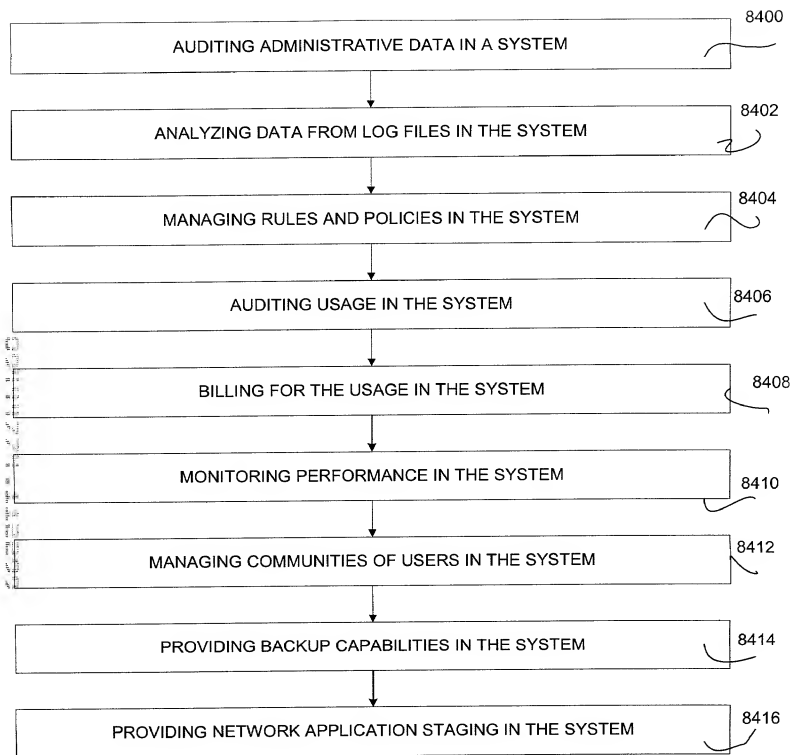 8400
AUDITING ADMINISTRATIVE DATA IN A SYSTEM
8402
ANALYZING DATA FROM LOG FILES IN THE SYSTEM
8404
MANAGING RULES AND POLICIES IN THE SYSTEM
8406
AUDITING USAGE IN THE SYSTEM
8408
BILLING FOR THE USAGE IN THE SYSTEM
8410
MONITORING PERFORMANCE IN THE SYSTEM
8412
MANAGING COMMUNITIES OF USERS IN THE SYSTEM
8414
PROVIDING BACKUP CAPABILITIES IN THE SYSTEM
8416
PROVIDING NETWORK APPLICATION STAGING IN THE SYSTEM